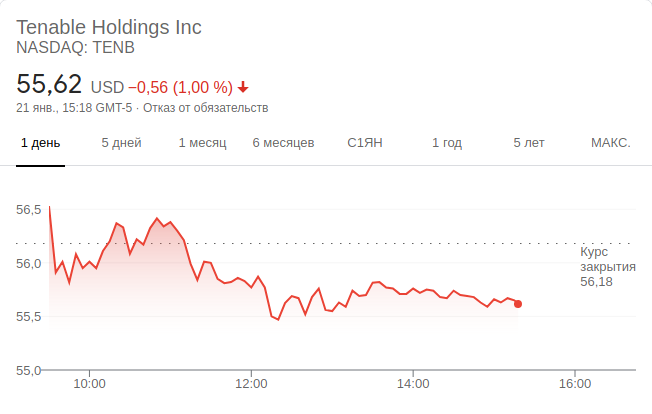 Tenable Holdings Inc
NASDAQ: TENB
55,62 USD −0,56 (1,00 %)
21 янв., 15:18 GMT-5 · Отказ от обязательств
1 день 5 дней 1 месяц 6 месяцев С1ЯН 1 год 5 лет МАКС.
56,5
Курс
закрытия
56,18
56,0
55,5
55,0
10:00 12:00 14:00 16:00